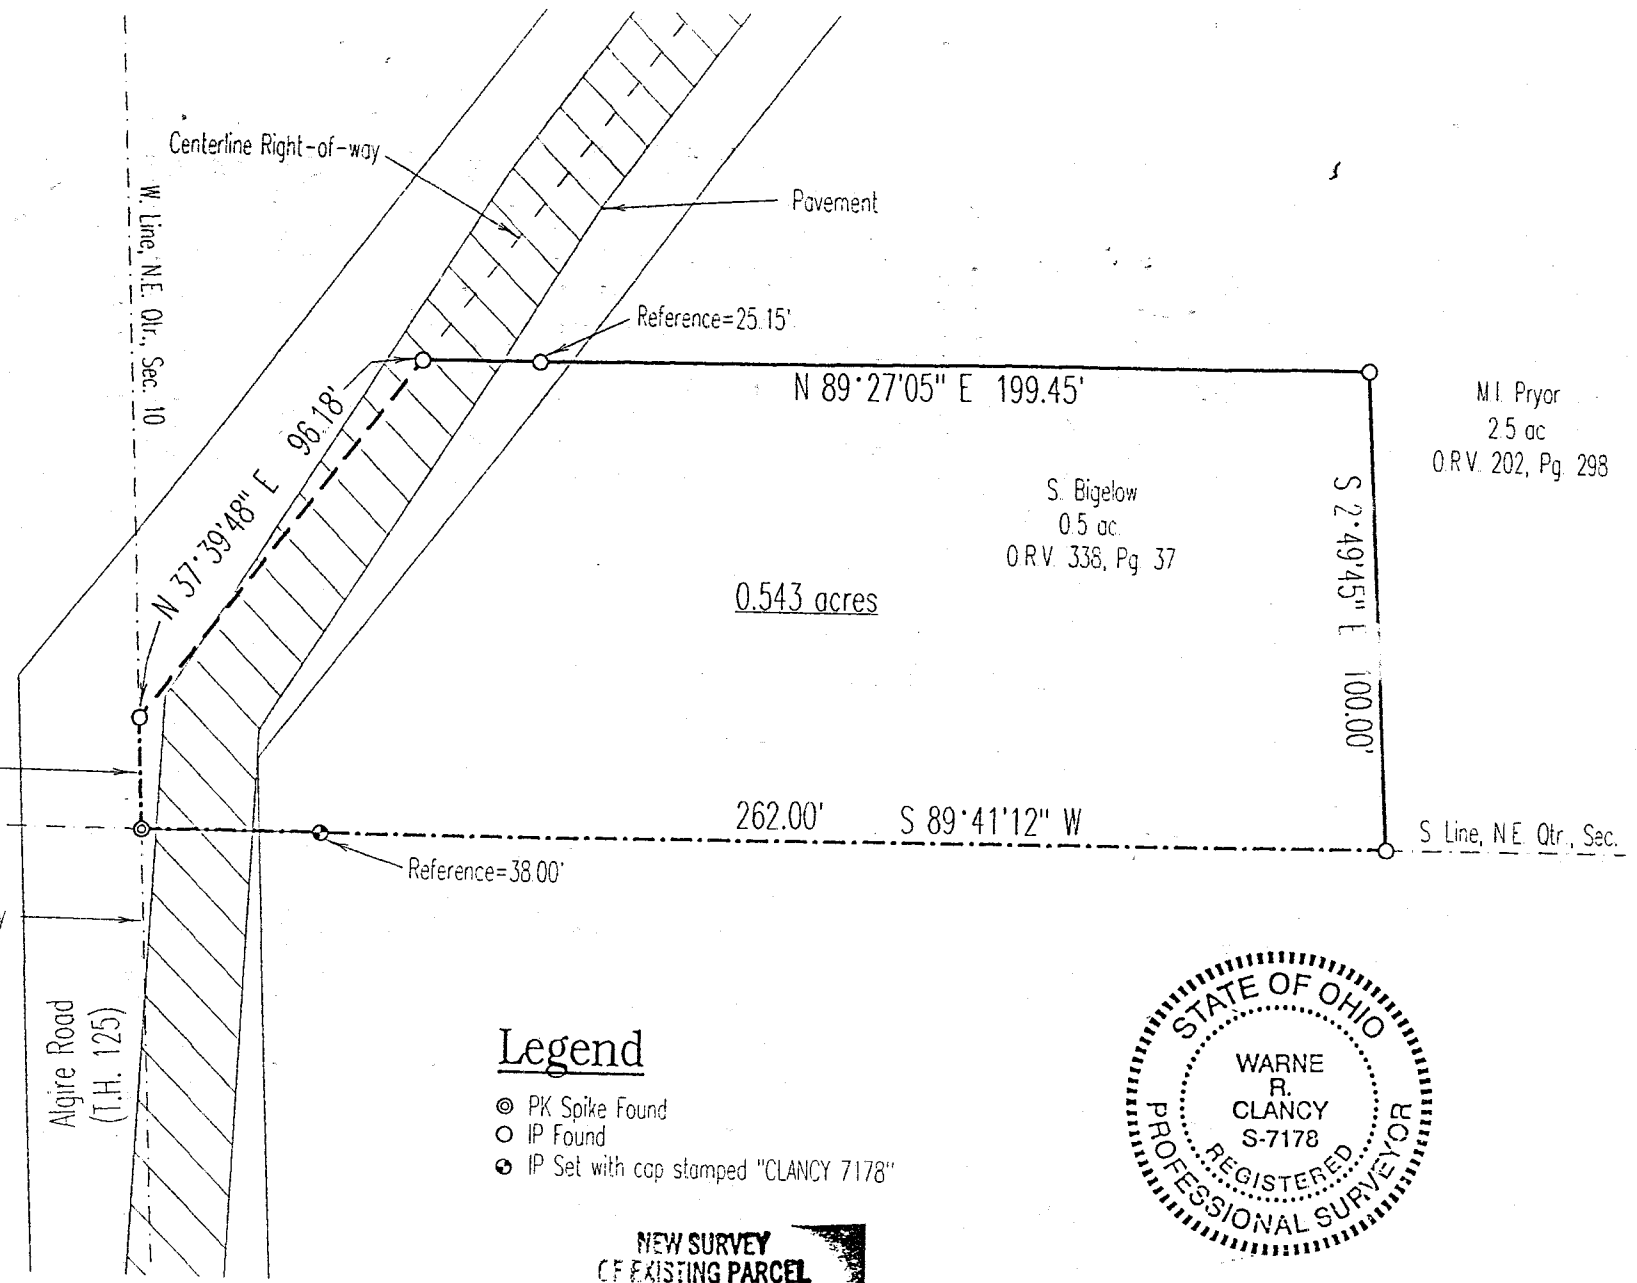 Centerline Right-of-way
Pavement
W. Line, N.E. Qtr., Sec. 10
Reference=25.15'
N 89°27'05" E 199.45'
N 37°39'48" E 96.18'
M.I. Pryor
2.5 ac
O.R.V. 202, Pg. 298
S. Bigelow
0.5 ac.
O.R.V. 338, Pg. 37
0.543 acres
S 2°49'45" E 100.00'
262.00' S 89°41'12" W
S Line, N.E. Qtr., Sec.
Reference=38.00'
Algire Road
(T.H. 125)
Legend
PK Spike Found
IP Found
IP Set with cap stamped "CLANCY 7178"
STATE OF OHIO
WARNE
R.
CLANCY
S-7178
REGISTERED
PROFESSIONAL SURVEYOR
NEW SURVEY
OF EXISTING PARCEL